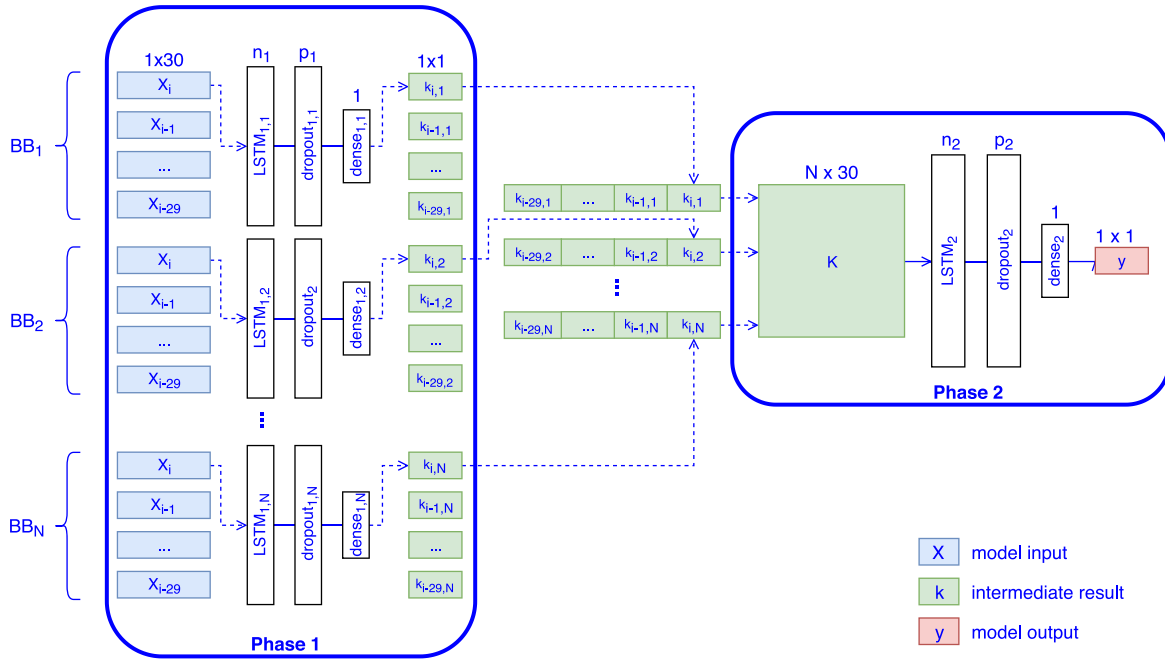 1x30
n₁
p₁
1
1x1
BB₁
Xᵢ
Xᵢ₋₁
...
Xᵢ₋₂₉
LSTM₁,₁
dropout₁,₁
dense₁,₁
kᵢ,₁
kᵢ₋₁,₁
...
kᵢ₋₂₉,₁
BB₂
Xᵢ
Xᵢ₋₁
...
Xᵢ₋₂₉
LSTM₁,₂
dropout₂
dense₁,₂
kᵢ,₂
kᵢ₋₁,₂
...
kᵢ₋₂₉,₂
...
BB_N
Xᵢ
Xᵢ₋₁
...
Xᵢ₋₂₉
LSTM₁,N
dropout₁,N
dense₁,N
kᵢ,N
kᵢ₋₁,N
...
kᵢ₋₂₉,N
Phase 1
kᵢ₋₂₉,₁ ... kᵢ₋₁,₁ kᵢ,₁
kᵢ₋₂₉,₂ ... kᵢ₋₁,₂ kᵢ,₂
...
kᵢ₋₂₉,N ... kᵢ₋₁,N kᵢ,N
N x 30
K
n₂
p₂
1
1 x 1
LSTM₂
dropout₂
dense₂
y
Phase 2
X model input
k intermediate result
y model output